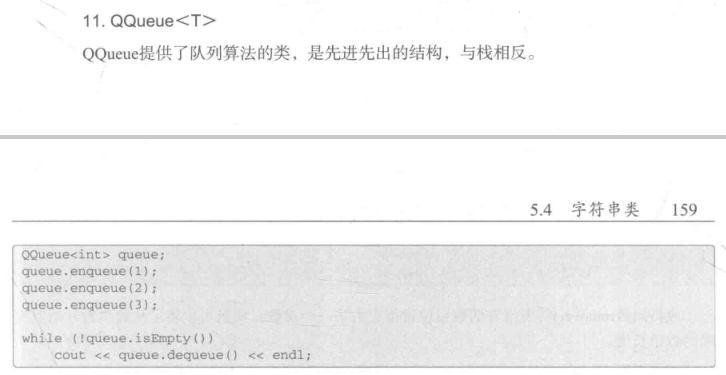 11. QQueue<T>
QQueue提供了队列算法的类，是先进先出的结构，与栈相反。
5.4 字符串类 159
QQueue<int> queue;
queue.enqueue(1);
queue.enqueue(2);
queue.enqueue(3);
while (!queue.isEmpty())
    cout << queue.dequeue() << endl;